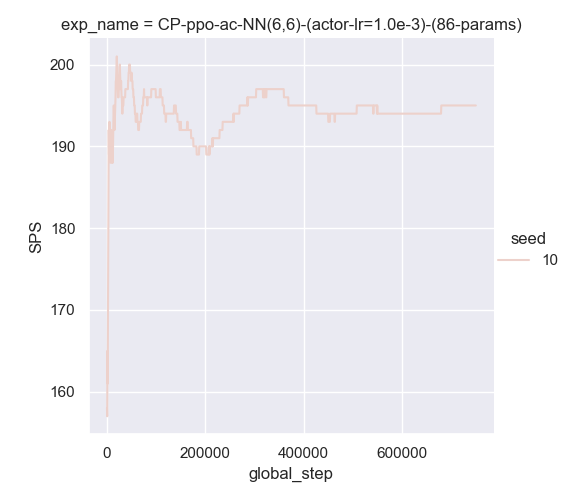 exp_name = CP-ppo-ac-NN(6,6)-(actor-lr=1.0e-3)-(86-params)
200
190
180
170
160
SPS
0
200000
400000
600000
global_step
seed
10